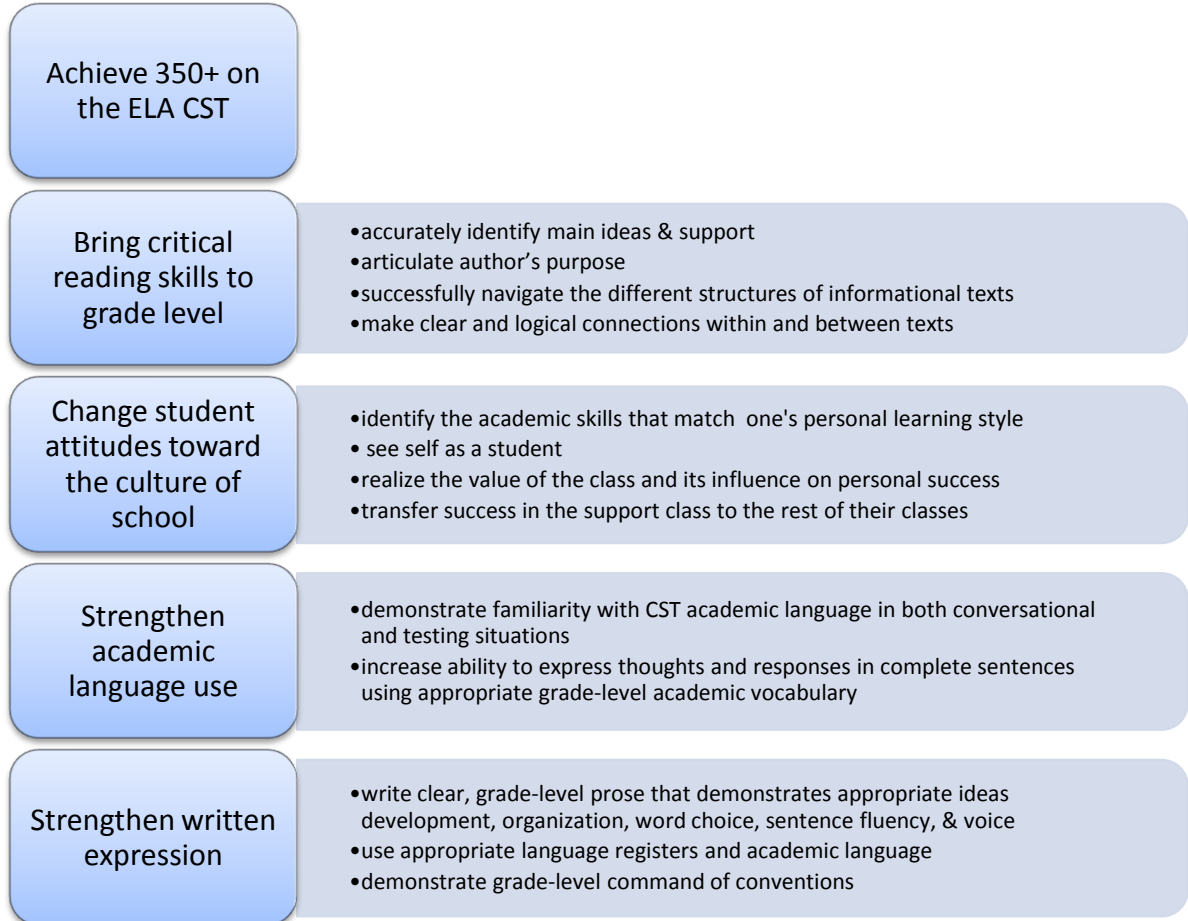 Achieve 350+ on
the ELA CST
Bring critical
reading skills to
grade level
•accurately identify main ideas & support
•articulate author’s purpose
•successfully navigate the different structures of informational texts
•make clear and logical connections within and between texts
Change student
attitudes toward
the culture of
school
•identify the academic skills that match  one's personal learning style
• see self as a student
•realize the value of the class and its influence on personal success
•transfer success in the support class to the rest of their classes
Strengthen
academic
language use
•demonstrate familiarity with CST academic language in both conversational
and testing situations
•increase ability to express thoughts and responses in complete sentences
using appropriate grade-level academic vocabulary
Strengthen written
expression
•write clear, grade-level prose that demonstrates appropriate ideas
development, organization, word choice, sentence fluency, & voice
•use appropriate language registers and academic language
•demonstrate grade-level command of conventions